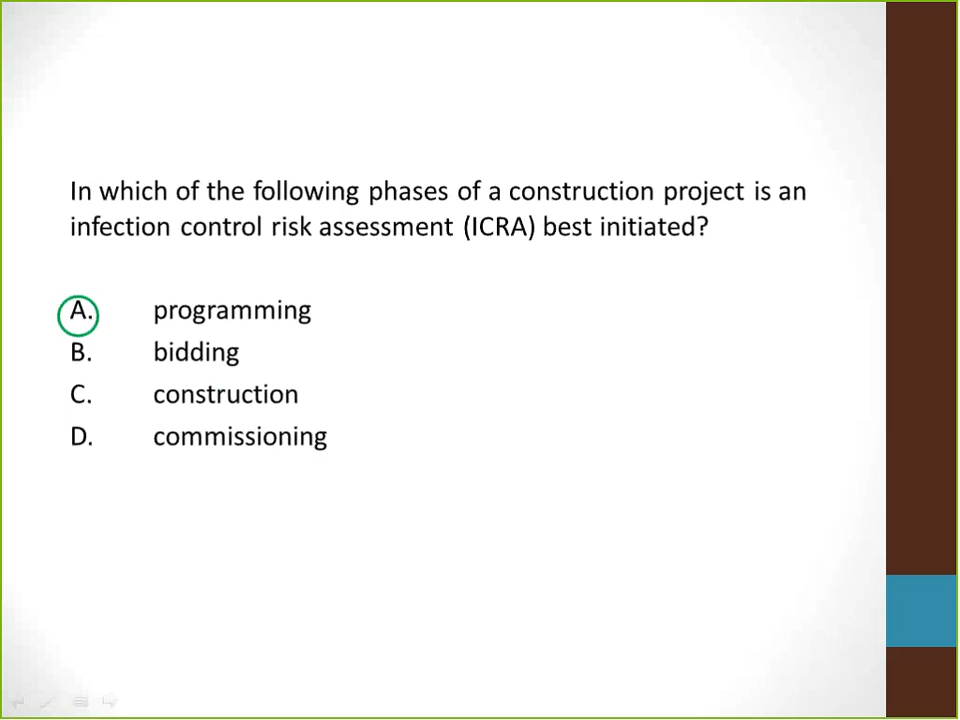 In which of the following phases of a construction project is an
infection control risk assessment (ICRA) best initiated?
A. programming
B. bidding
C. construction
D. commissioning